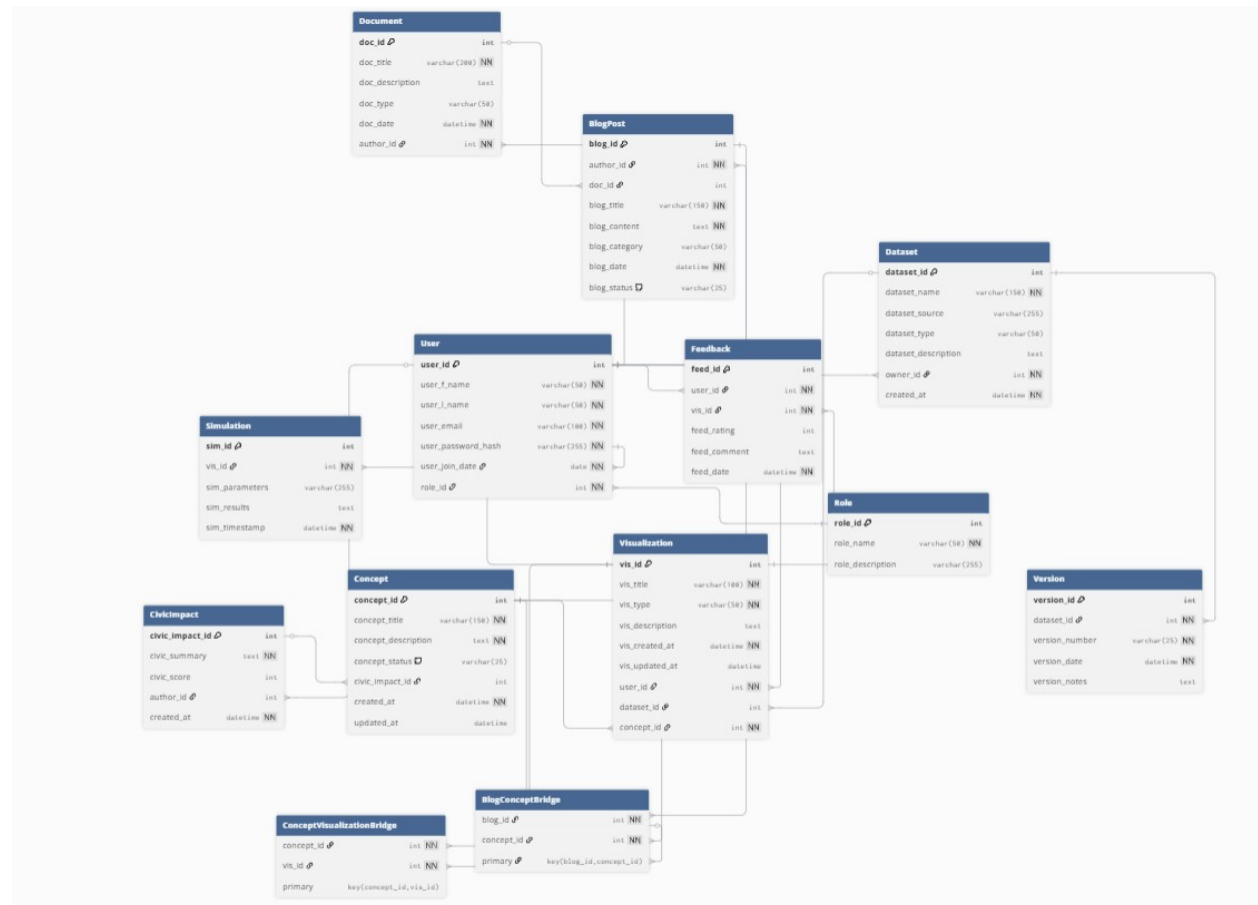 Document
doc_id int
doc_title varchar(200) NN
doc_description text
doc_type varchar(50)
doc_date datetime NN
author_id int NN
BlogPost
blog_id int
author_id int NN
doc_id int
blog_title varchar(150) NN
blog_content text NN
blog_category varchar(50)
blog_date datetime NN
blog_status varchar(25)
Dataset
dataset_id int
dataset_name varchar(150) NN
dataset_source varchar(255)
dataset_type varchar(50)
dataset_description text
owner_id int NN
created_at datetime NN
User
user_id int
user_f_name varchar(50) NN
user_l_name varchar(50) NN
user_email varchar(100) NN
user_password_hash varchar(255) NN
user_join_date date NN
role_id int NN
Feedback
feed_id int
user_id int NN
vis_id int NN
feed_rating int
feed_comment text
feed_date datetime NN
Simulation
sim_id int
vis_id int NN
sim_parameters varchar(255)
sim_results text
sim_timestamp datetime NN
Role
role_id int
role_name varchar(50) NN
role_description varchar(255)
Visualization
vis_id int
vis_title varchar(100) NN
vis_type varchar(50) NN
vis_description text
vis_created_at datetime NN
vis_updated_at datetime
user_id int NN
dataset_id int
concept_id int NN
Concept
concept_id int
concept_title varchar(150) NN
concept_description text NN
concept_status varchar(25)
civic_impact_id int
created_at datetime NN
updated_at datetime
Version
version_id int
dataset_id int NN
version_number varchar(25) NN
version_date datetime NN
version_notes text
CivicImpact
civic_impact_id int
civic_summary text NN
civic_score int
author_id int
created_at datetime NN
BlogConceptBridge
blog_id int NN
concept_id int NN
primary key(blog_id,concept_id)
ConceptVisualizationBridge
concept_id int NN
vis_id int NN
primary key(concept_id,vis_id)